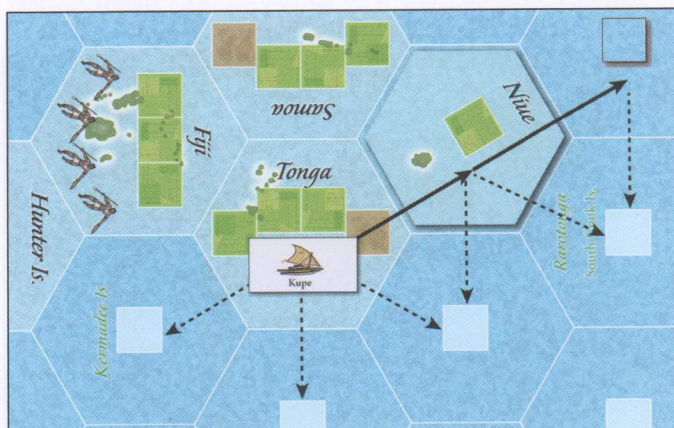 Samoa
Niue
Fiji
Tonga
Hunter Is.
Rarotonga
South Cook Is.
Kupe
Kermadec Is